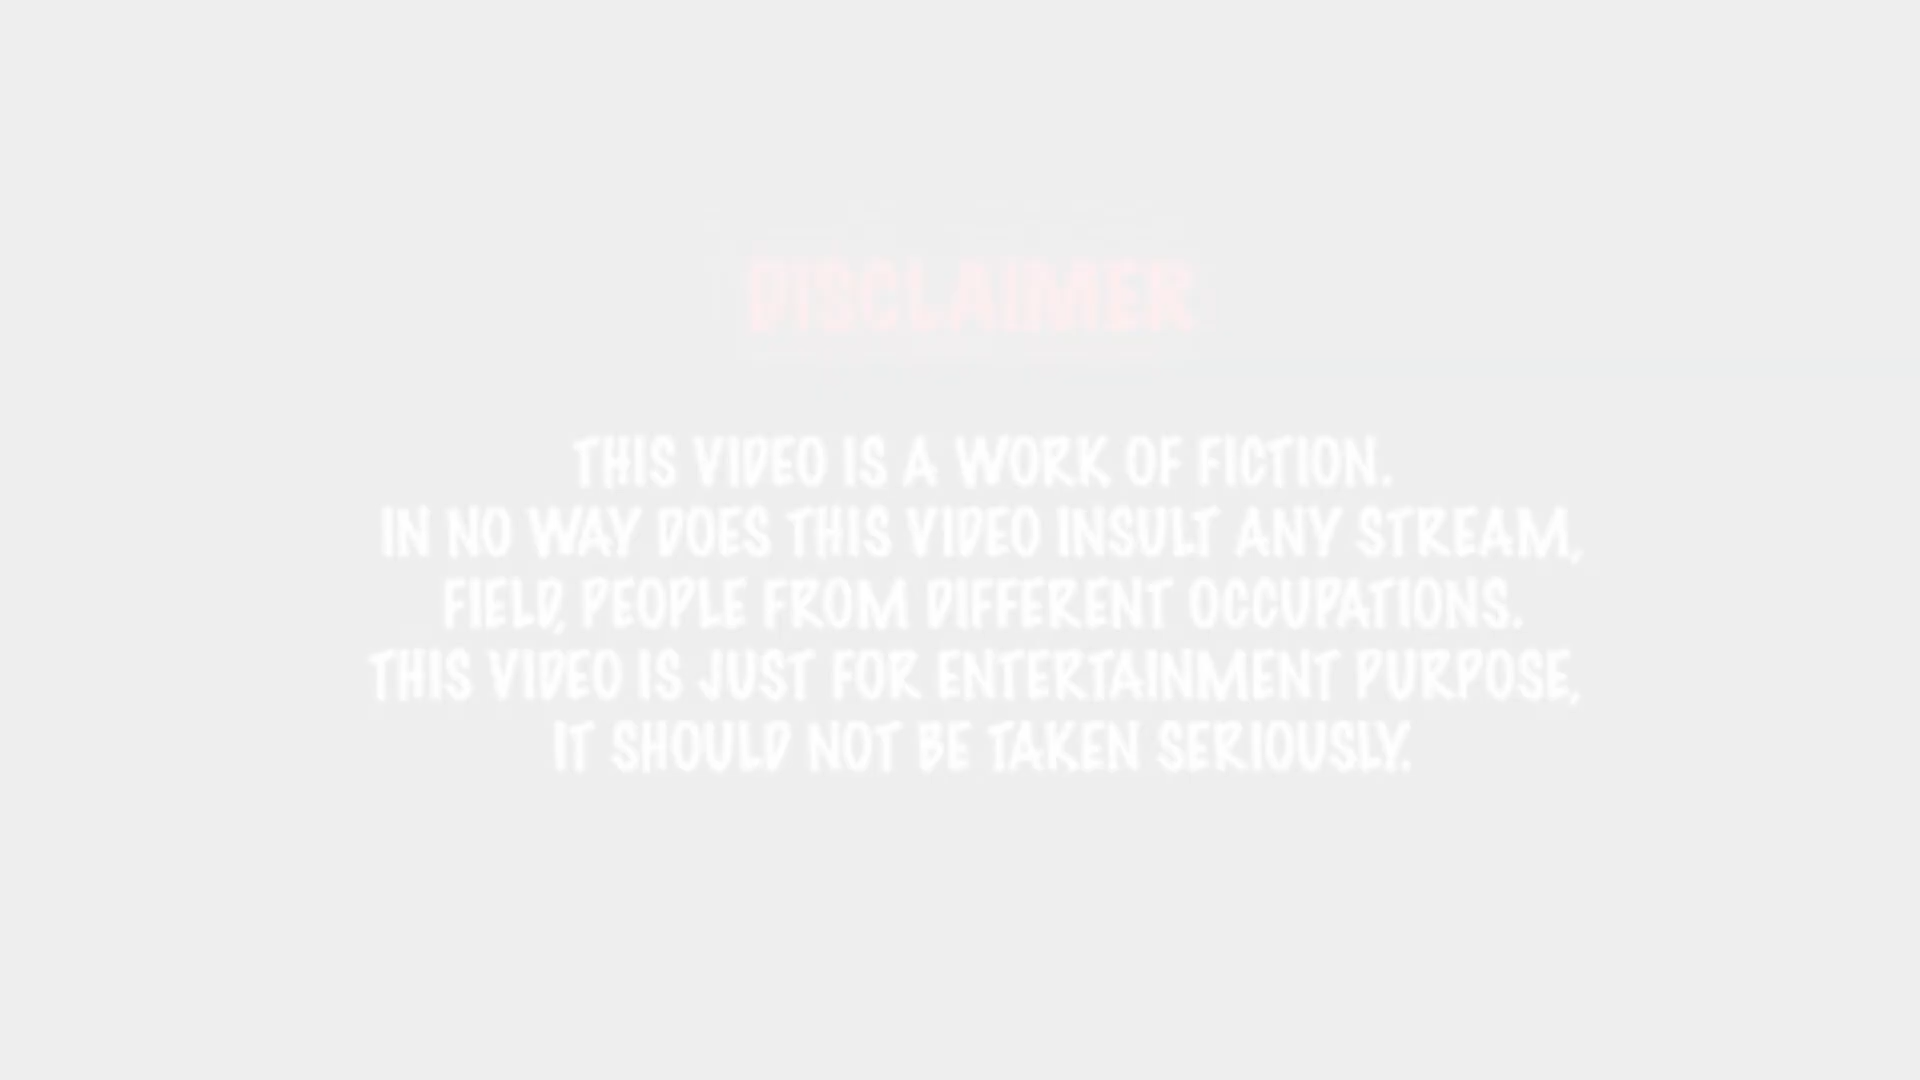 DISCLAIMER
THIS VIDEO IS A WORK OF FICTION.
IN NO WAY DOES THIS VIDEO INSULT ANY STREAM,
FIELD, PEOPLE FROM DIFFERENT OCCUPATIONS.
THIS VIDEO IS JUST FOR ENTERTAINMENT PURPOSE,
IT SHOULD NOT BE TAKEN SERIOUSLY.